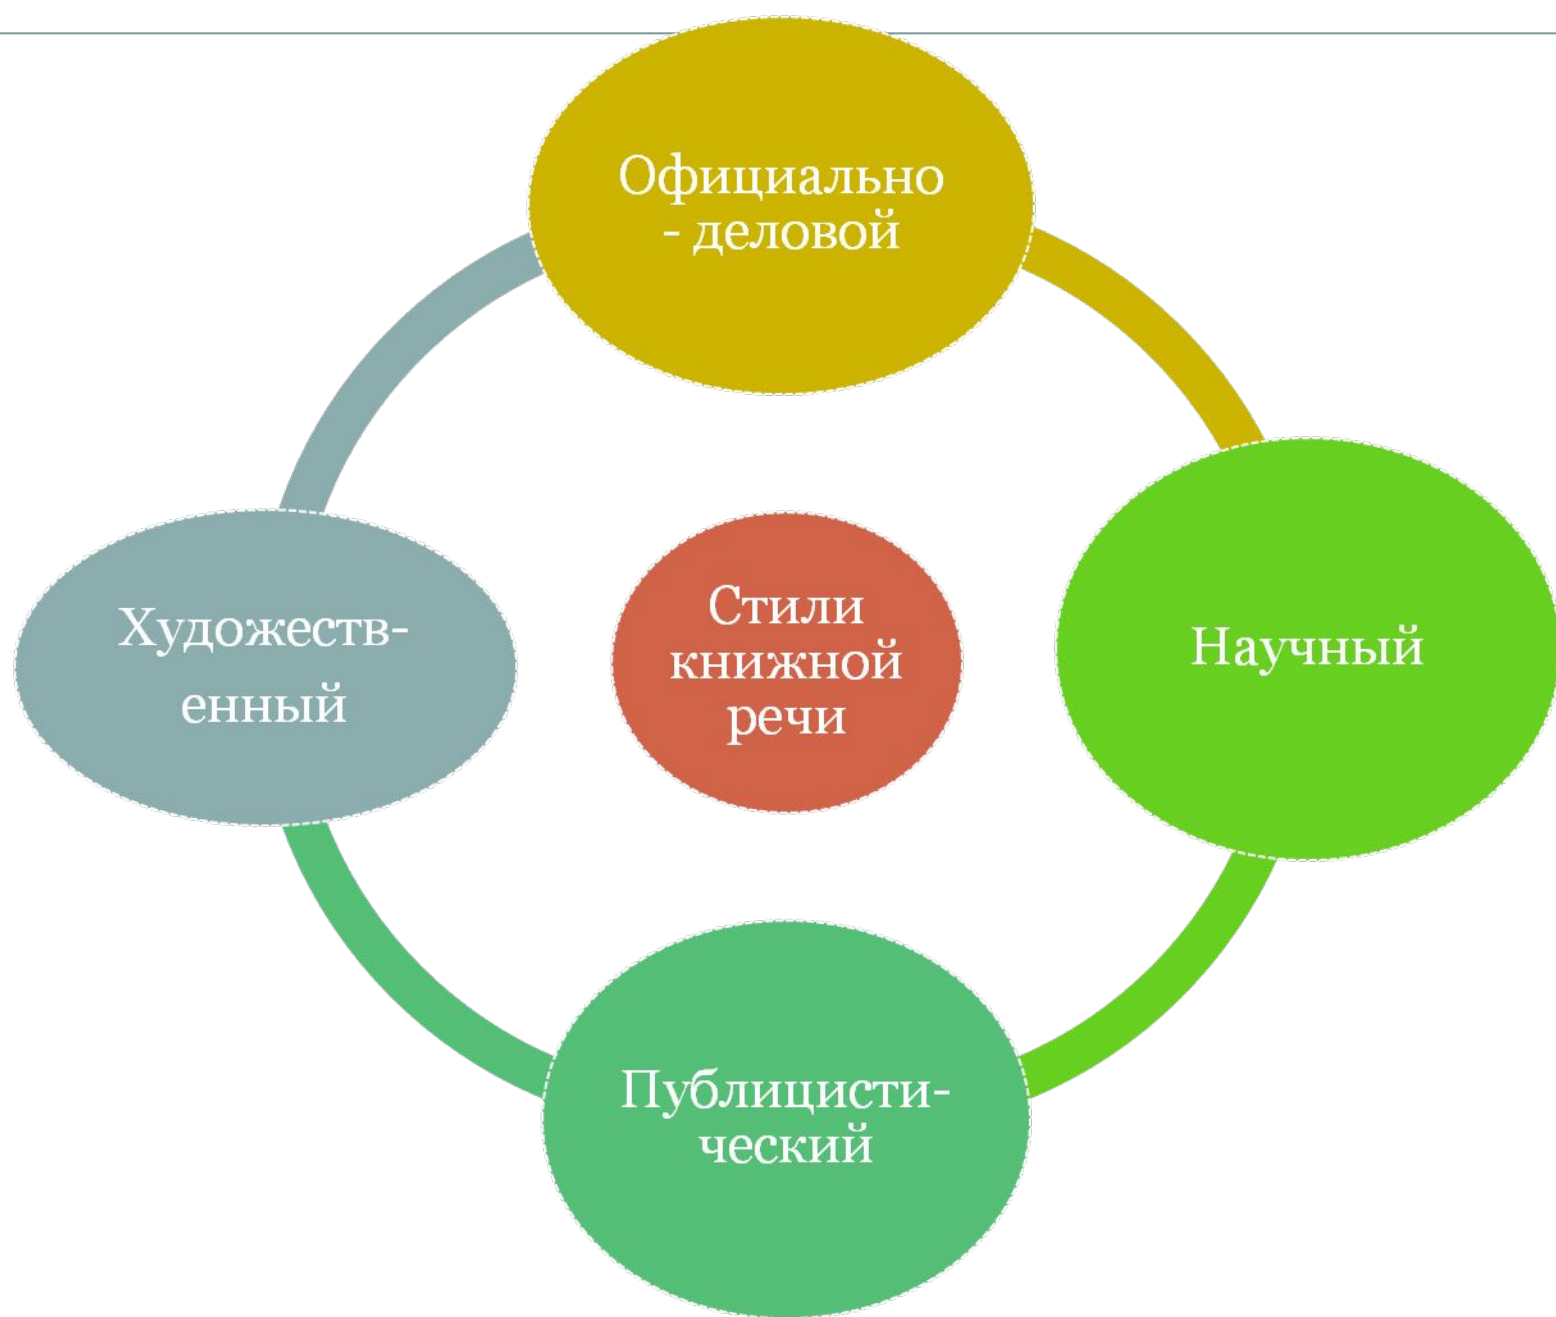 Официально
- деловой
Художеств-
енный
Стили
книжной
речи
Научный
Публицисти-
ческий